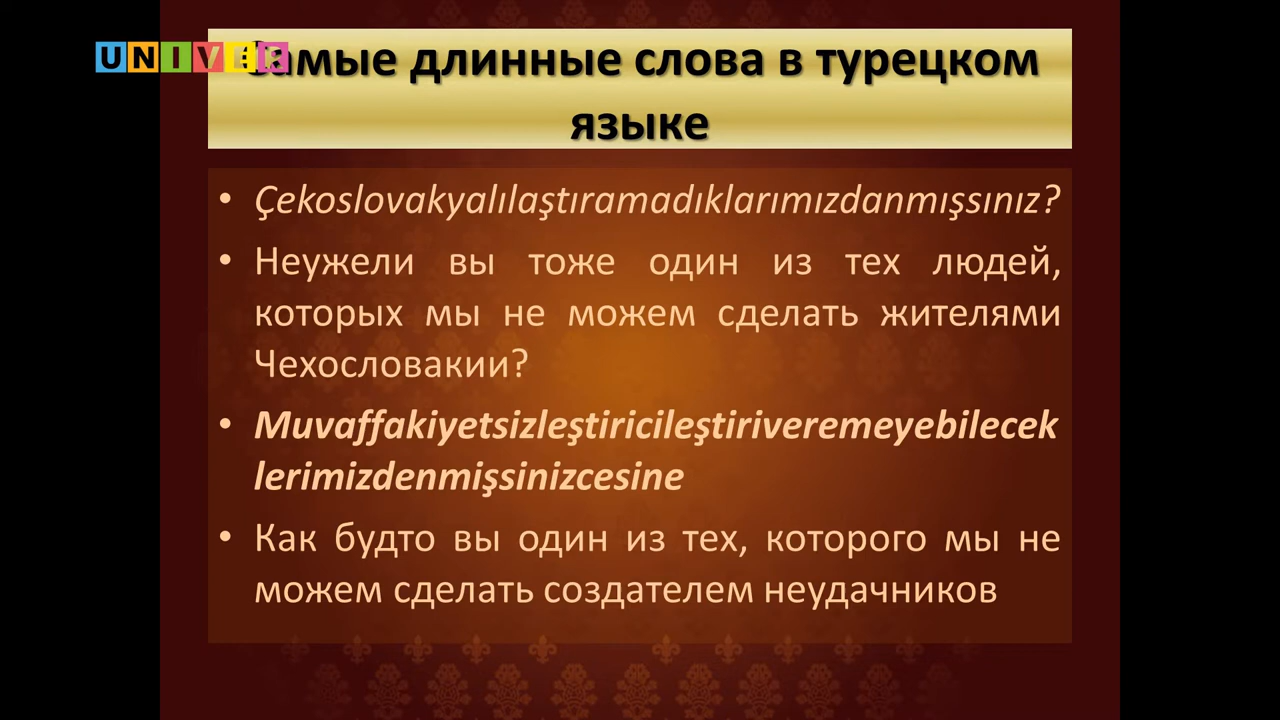 UNIVER
Самые длинные слова в турецком
языке
• Çekoslovakyalılaştıramadıklarımızdanmışsınız?
• Неужели вы тоже один из тех людей,
которых мы не можем сделать жителями
Чехословакии?
• Muvaffakiyetsizleştiricileştiriveremeyebilecek
lerimizdenmişsinizcesine
• Как будто вы один из тех, которого мы не
можем сделать создателем неудачников